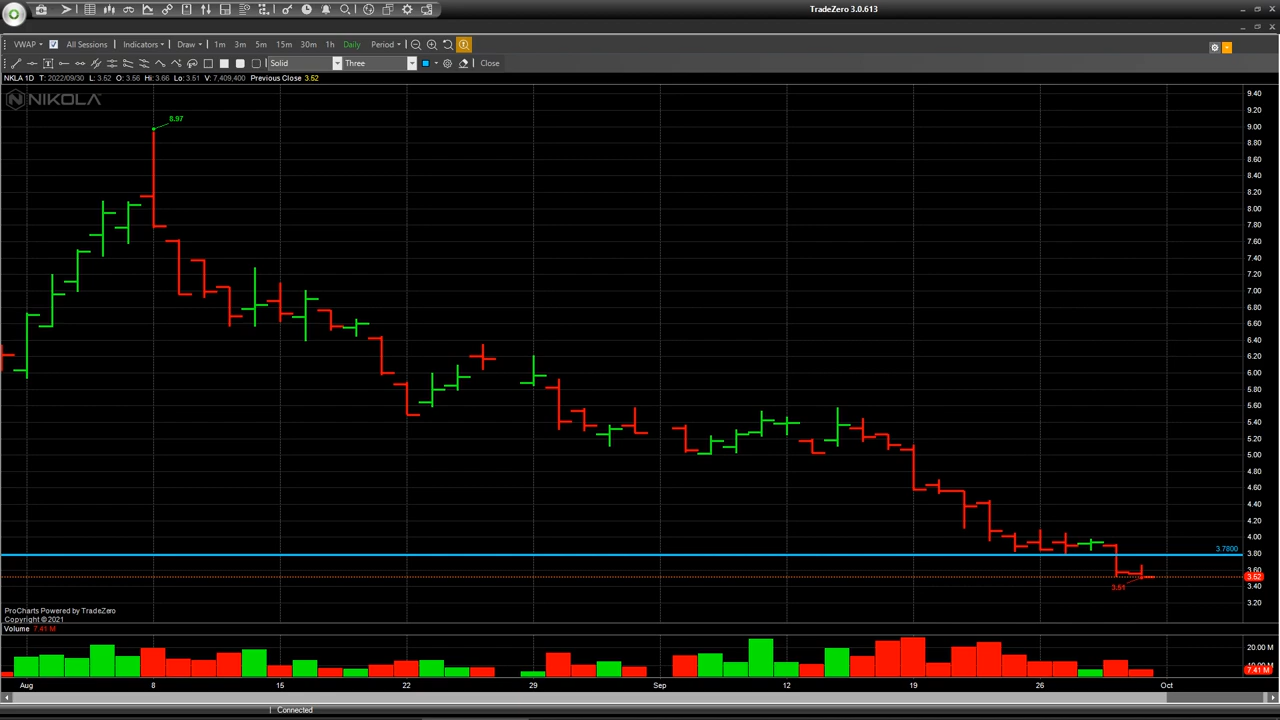 TradeZero 3.0.613
VWAP All Sessions Indicators Draw 1m 3m 5m 15m 30m 1h Daily Period
Solid Three Close
NKLA 1D T: 2022/09/30 L: 3.52 O: 3.56 Hi: 3.66 Lo: 3.51 V: 7,409,400 Previous Close 3.52
NIKOLA
8.97
9.40
9.20
9.00
8.80
8.60
8.40
8.20
8.00
7.80
7.60
7.40
7.20
7.00
6.80
6.60
6.40
6.20
6.00
5.80
5.60
5.40
5.20
5.00
4.80
4.60
4.40
4.20
4.00
3.7800
3.80
3.60
3.52
3.51
3.40
3.20
ProCharts Powered by TradeZero
Copyright ©2021
Volume 7.41 M
20.00 M
10.00 M
7.41 M
Aug 8 15 22 29 Sep 12 19 26 Oct
Connected